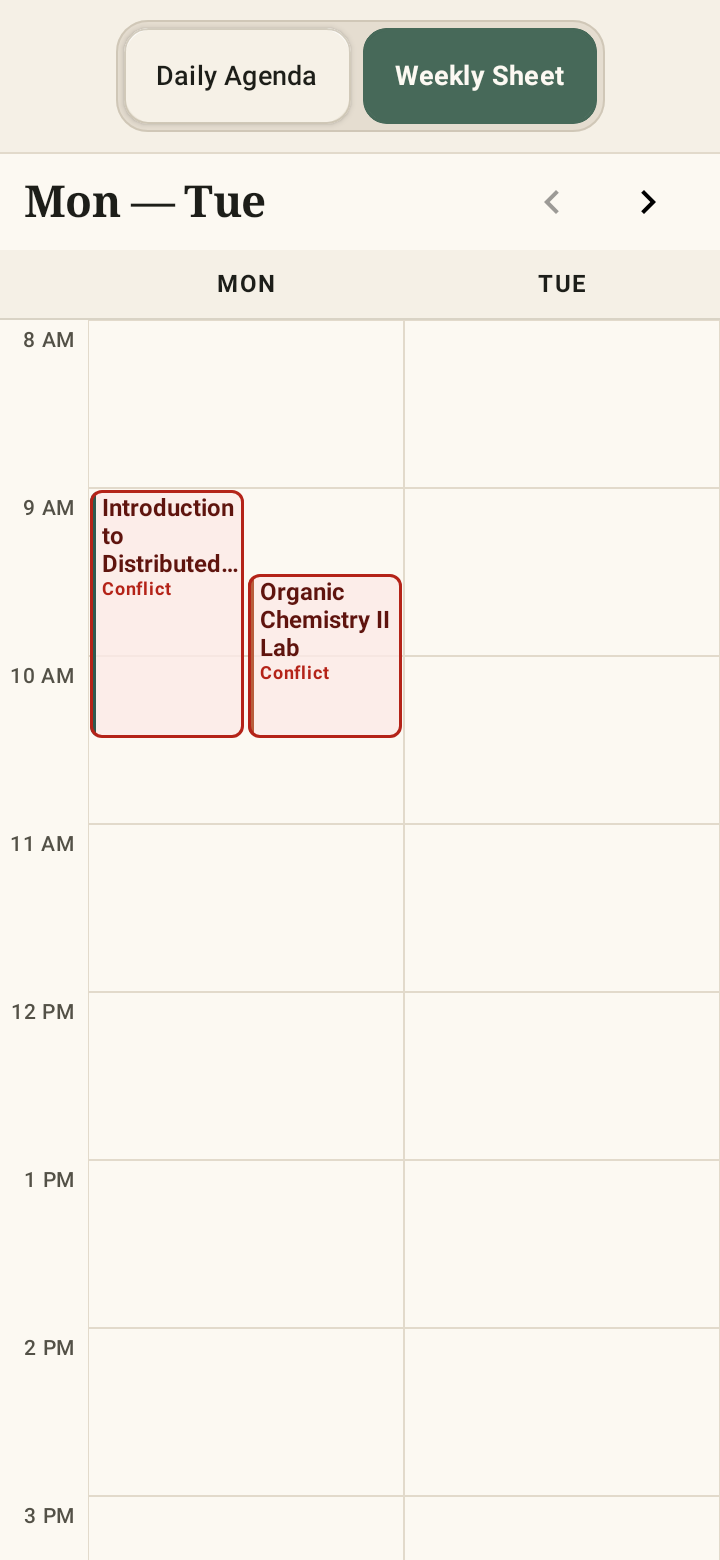 Daily Agenda
Weekly Sheet
Mon — Tue
MON
TUE
8 AM
9 AM
Introduction
to
Distributed…
Conflict
Organic
Chemistry II
Lab
Conflict
10 AM
11 AM
12 PM
1 PM
2 PM
3 PM